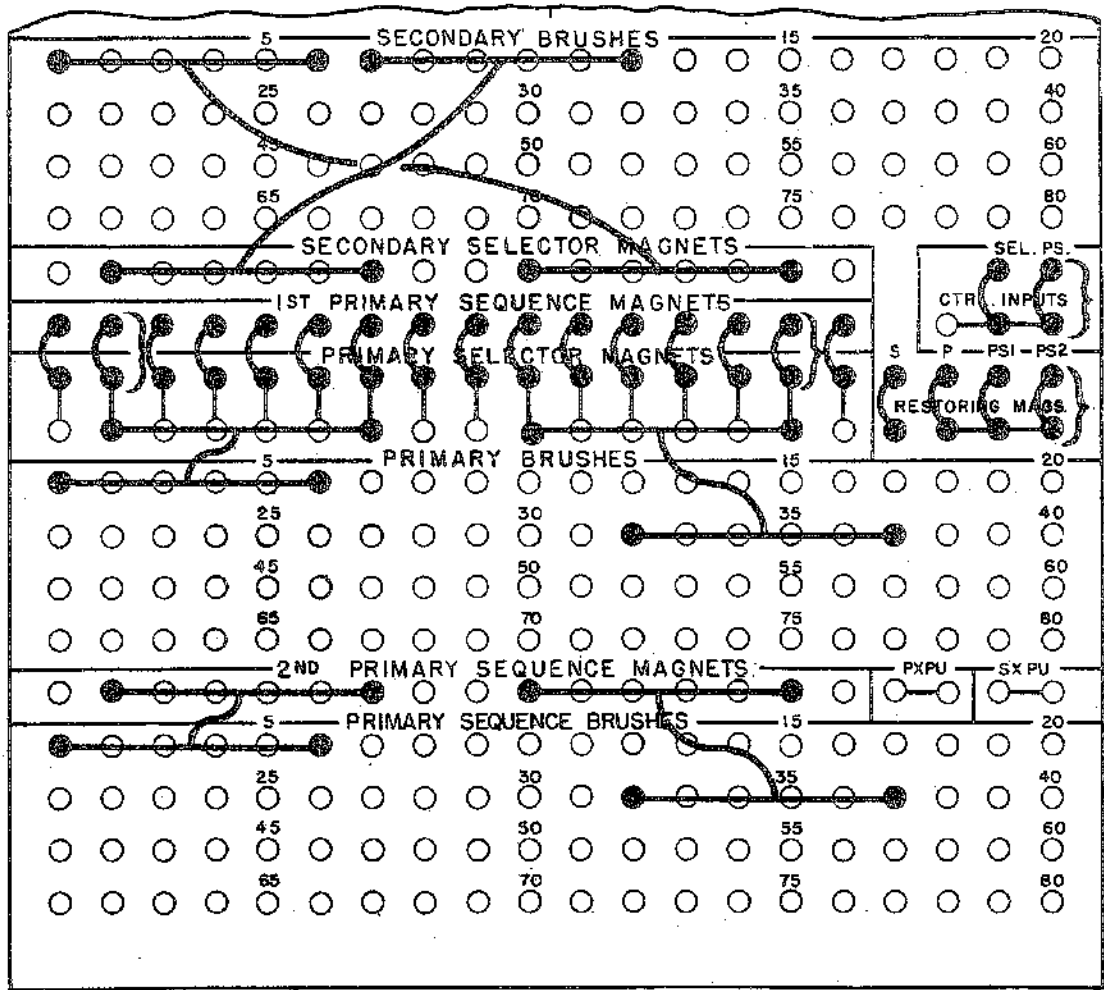 5 SECONDARY BRUSHES 15 20
25 30 35 40
45 50 55 60
65 70 75 80
SECONDARY SELECTOR MAGNETS SEL. PS.
1ST PRIMARY SEQUENCE MAGNETS CTRL. INPUTS
PRIMARY SELECTOR MAGNETS S P PS1 PS2
RESTORING MAGS.
5 PRIMARY BRUSHES 15 20
25 30 35 40
45 50 55 60
65 70 75 80
2ND PRIMARY SEQUENCE MAGNETS PXPU SXPU
5 PRIMARY SEQUENCE BRUSHES 15 20
25 30 35 40
45 50 55 60
65 70 75 80